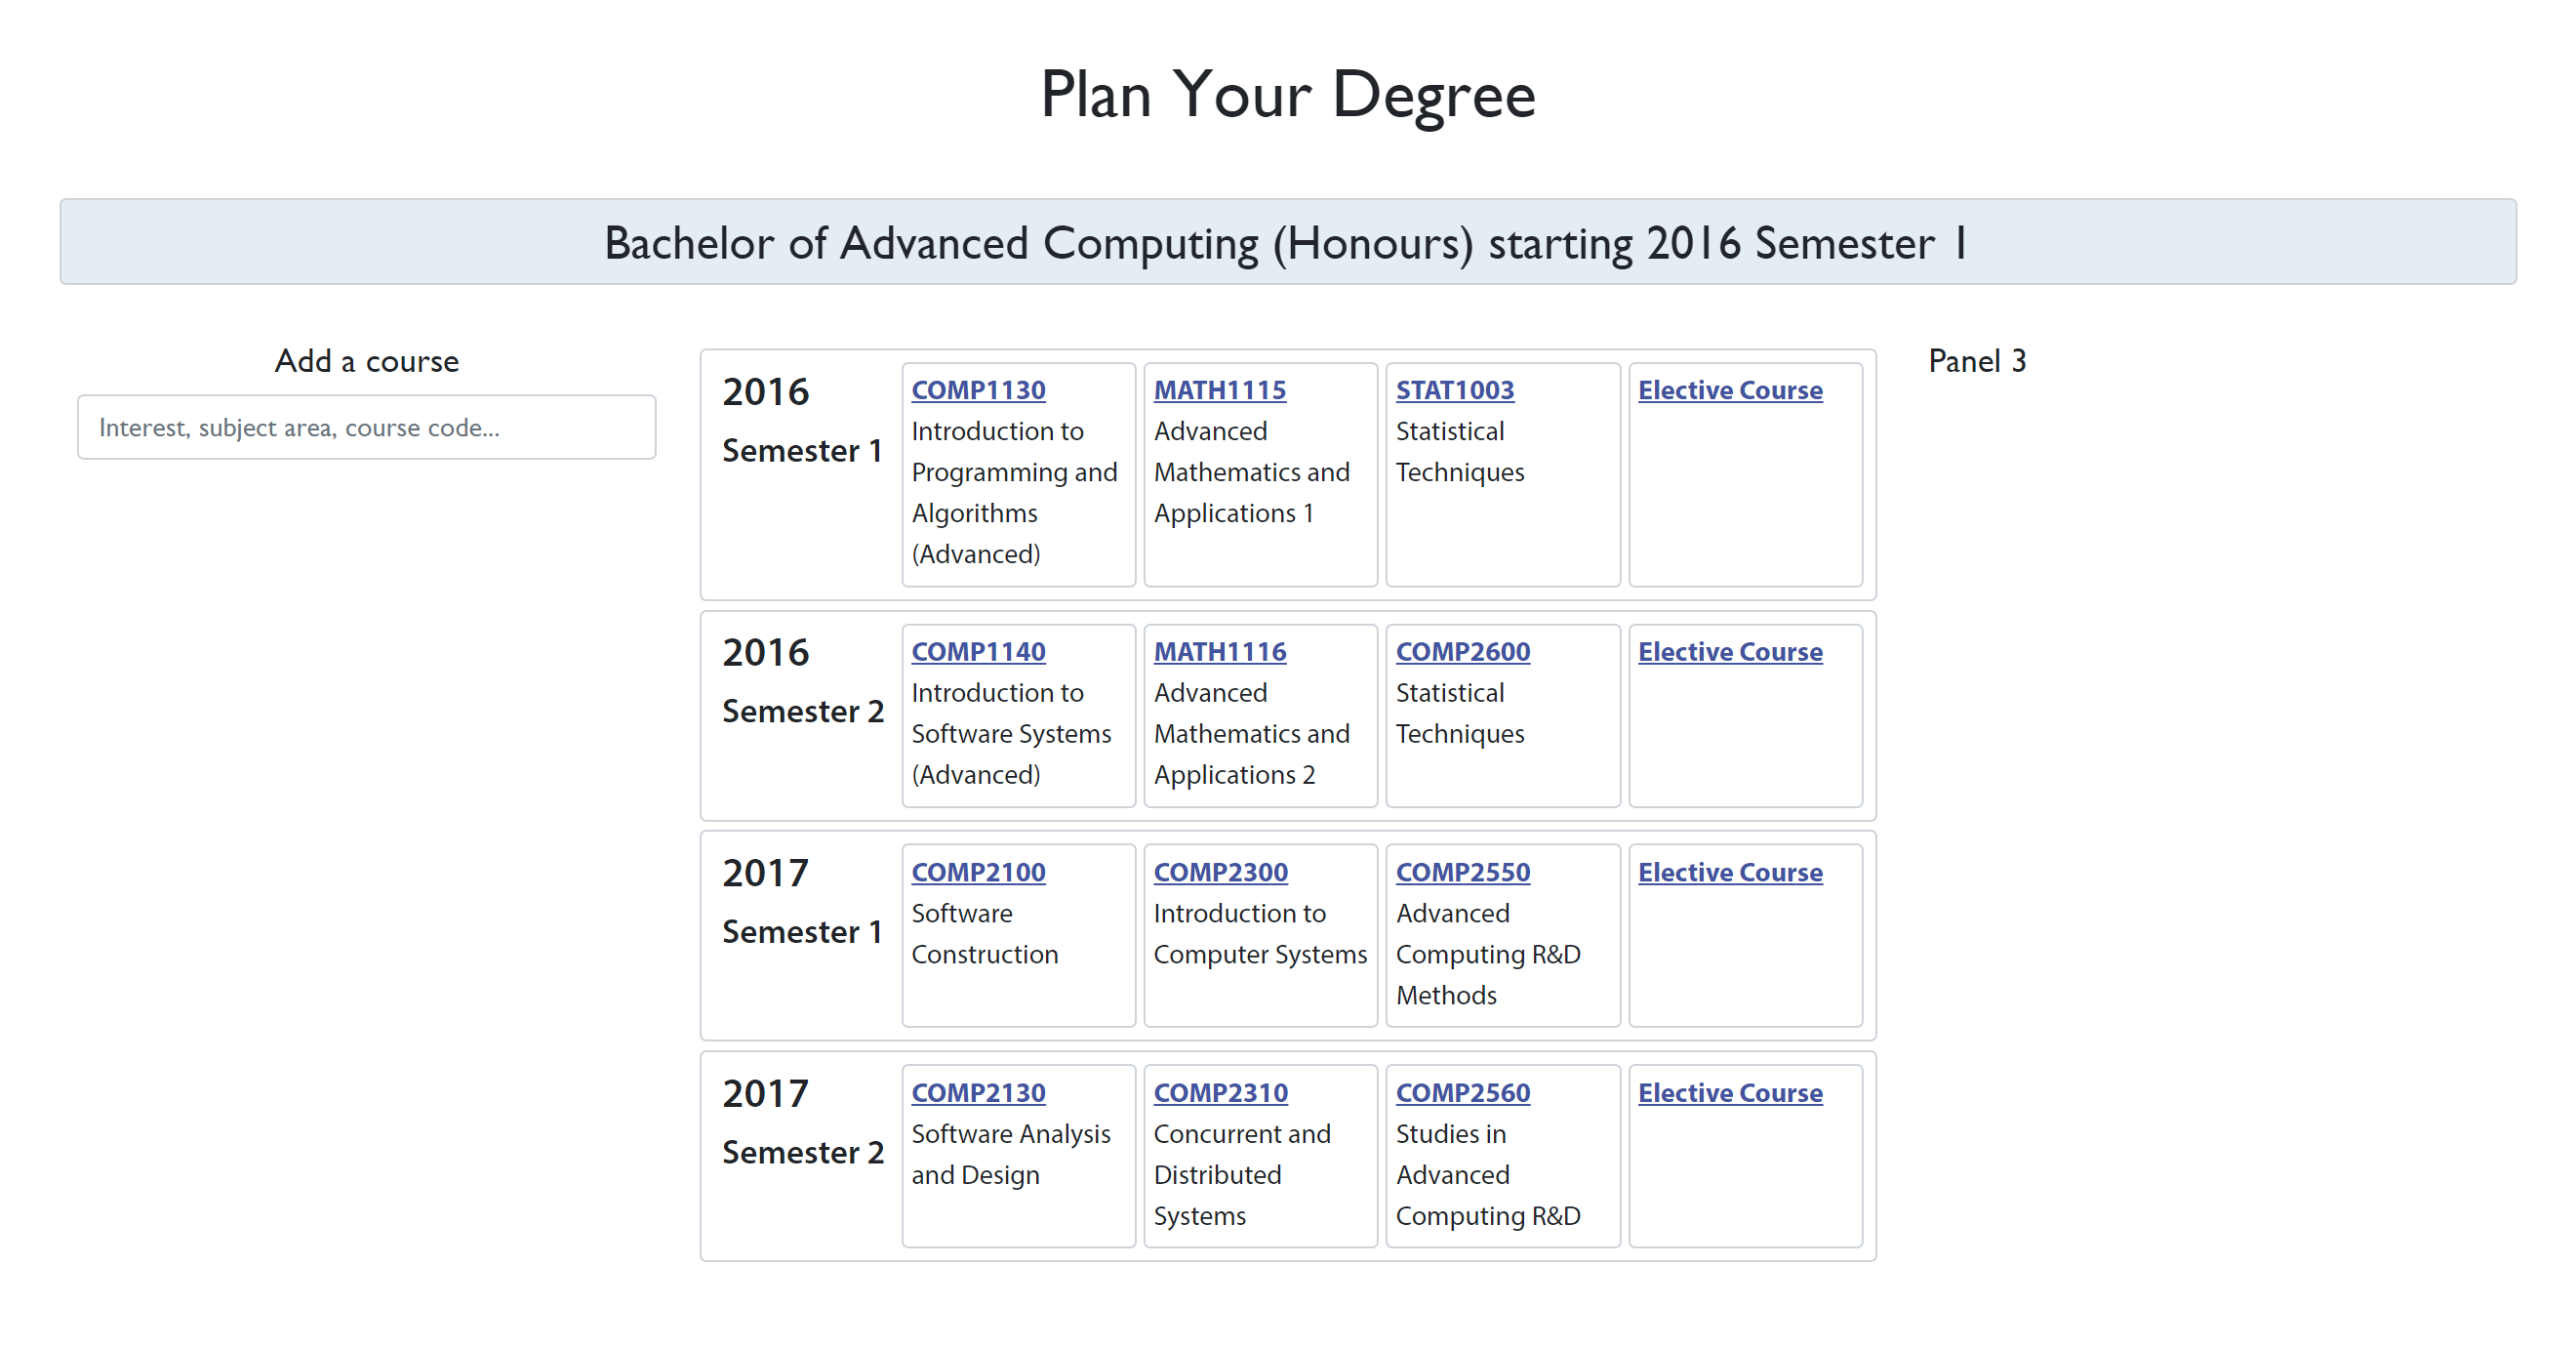 Plan Your Degree
Bachelor of Advanced Computing (Honours) starting 2016 Semester 1
Add a course
Interest, subject area, course code...
2016
Semester 1
COMP1130
Introduction to
Programming and
Algorithms
(Advanced)
MATH1115
Advanced
Mathematics and
Applications 1
STAT1003
Statistical
Techniques
Elective Course
2016
Semester 2
COMP1140
Introduction to
Software Systems
(Advanced)
MATH1116
Advanced
Mathematics and
Applications 2
COMP2600
Statistical
Techniques
Elective Course
2017
Semester 1
COMP2100
Software
Construction
COMP2300
Introduction to
Computer Systems
COMP2550
Advanced
Computing R&D
Methods
Elective Course
2017
Semester 2
COMP2130
Software Analysis
and Design
COMP2310
Concurrent and
Distributed
Systems
COMP2560
Studies in
Advanced
Computing R&D
Elective Course
Panel 3